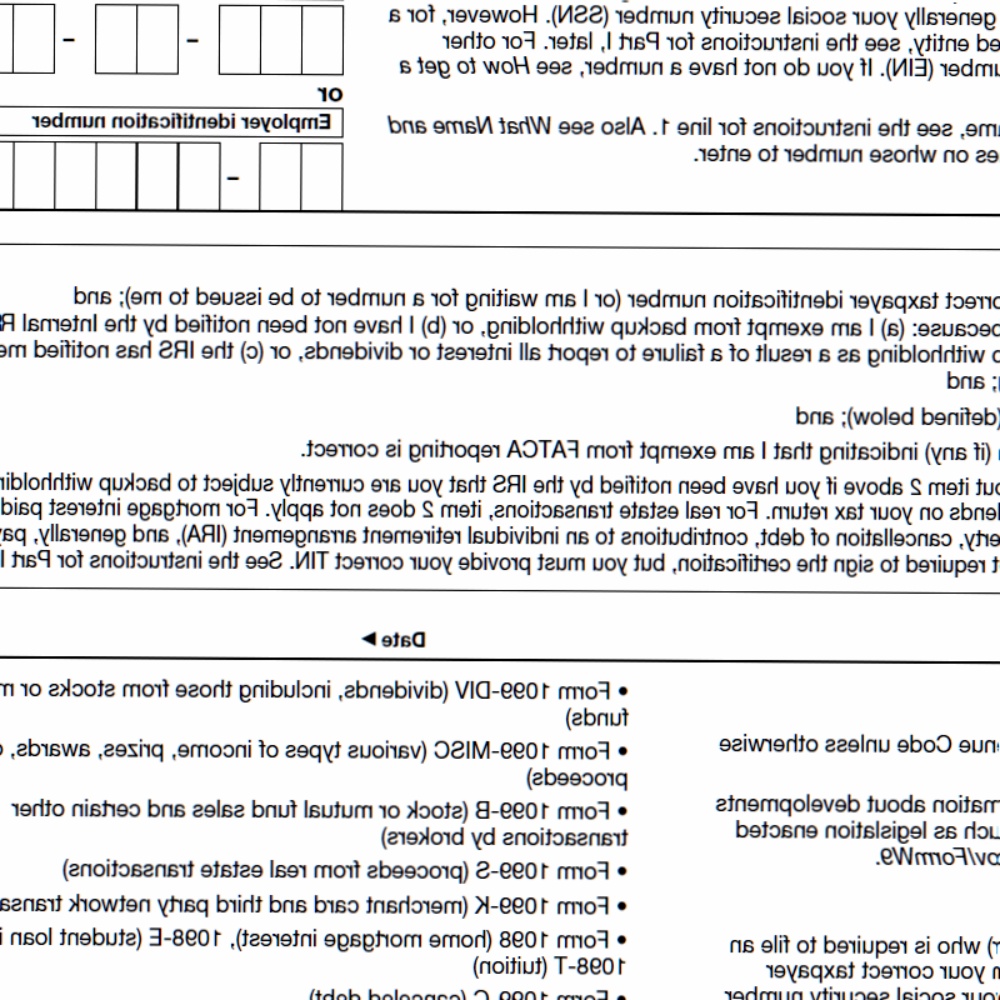 generally your social security number (SSN). However, for a
ed entity, see the instructions for Part I, later. For other
mber (EIN). If you do not have a number, see How to get a
– –
or
me, see the instructions for line 1. Also see What Name and
es on whose number to enter.
Employer identification number
–
orrect taxpayer identification number (or I am waiting for a number to be issued to me); and
because: (a) I am exempt from backup withholding, or (b) I have not been notified by the Internal R
withholding as a result of a failure to report all interest or dividends, or (c) the IRS has notified me
; and
(defined below); and
(if any) indicating that I am exempt from FATCA reporting is correct.
out item 2 above if you have been notified by the IRS that you are currently subject to backup withholdi
dends on your tax return. For real estate transactions, item 2 does not apply. For mortgage interest paid
erty, cancellation of debt, contributions to an individual retirement arrangement (IRA), and generally, pay
t required to sign the certification, but you must provide your correct TIN. See the instructions for Part I
Date ▶
nue Code unless otherwise
mation about developments
uch as legislation enacted
ov/FormW9.
r) who is required to file an
n your correct taxpayer
our social security number
• Form 1099-DIV (dividends, including those from stocks or m
funds)
• Form 1099-MISC (various types of income, prizes, awards,
proceeds)
• Form 1099-B (stock or mutual fund sales and certain other
transactions by brokers)
• Form 1099-S (proceeds from real estate transactions)
• Form 1099-K (merchant card and third party network transa
• Form 1098 (home mortgage interest), 1098-E (student loan i
1098-T (tuition)
• Form 1099-C (canceled debt)